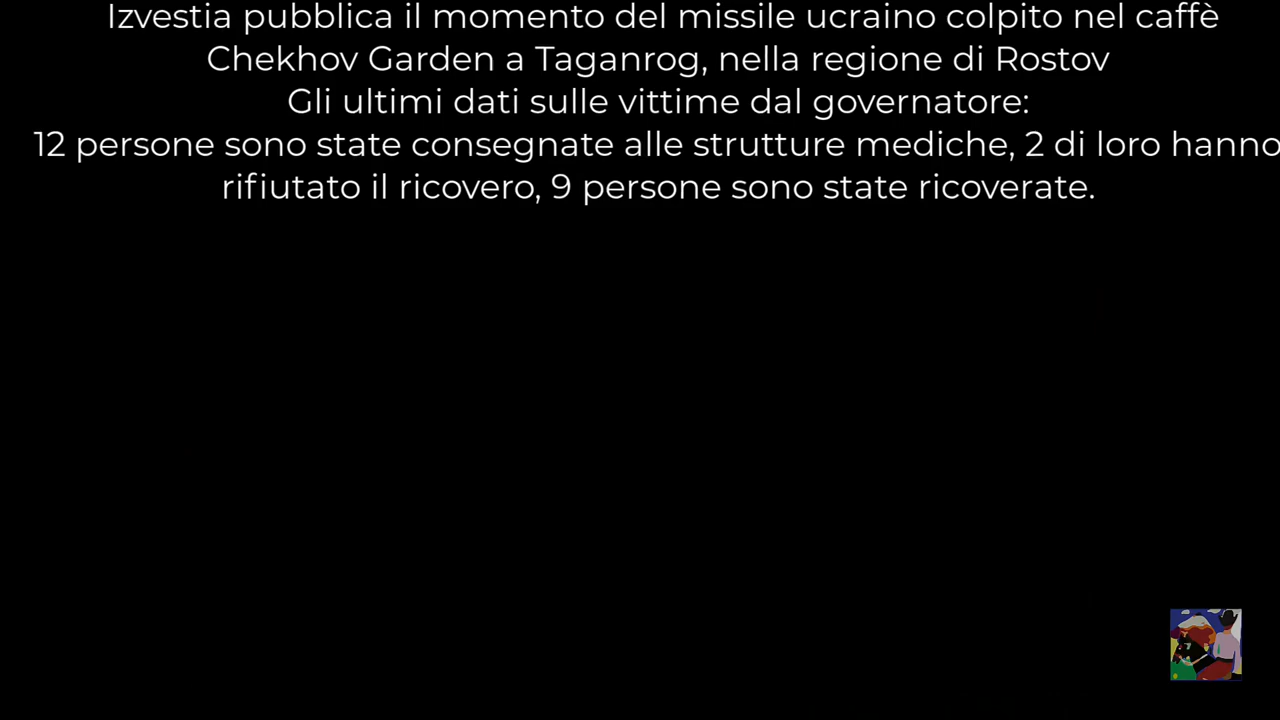 Izvestia pubblica il momento del missile ucraino colpito nel caffè
Chekhov Garden a Taganrog, nella regione di Rostov
Gli ultimi dati sulle vittime dal governatore:
12 persone sono state consegnate alle strutture mediche, 2 di loro hanno
rifiutato il ricovero, 9 persone sono state ricoverate.